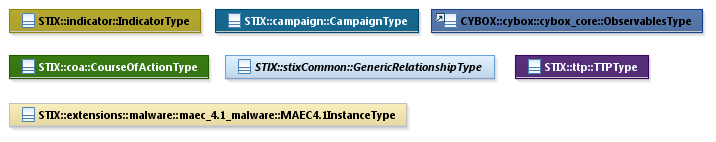 STIX::indicator::IndicatorType
STIX::campaign::CampaignType
CYBOX::cybox::cybox_core::ObservablesType
STIX::coa::CourseOfActionType
STIX::stixCommon::GenericRelationshipType
STIX::ttp::TTPType
STIX::extensions::malware::maec_4.1_malware::MAEC4.1InstanceType